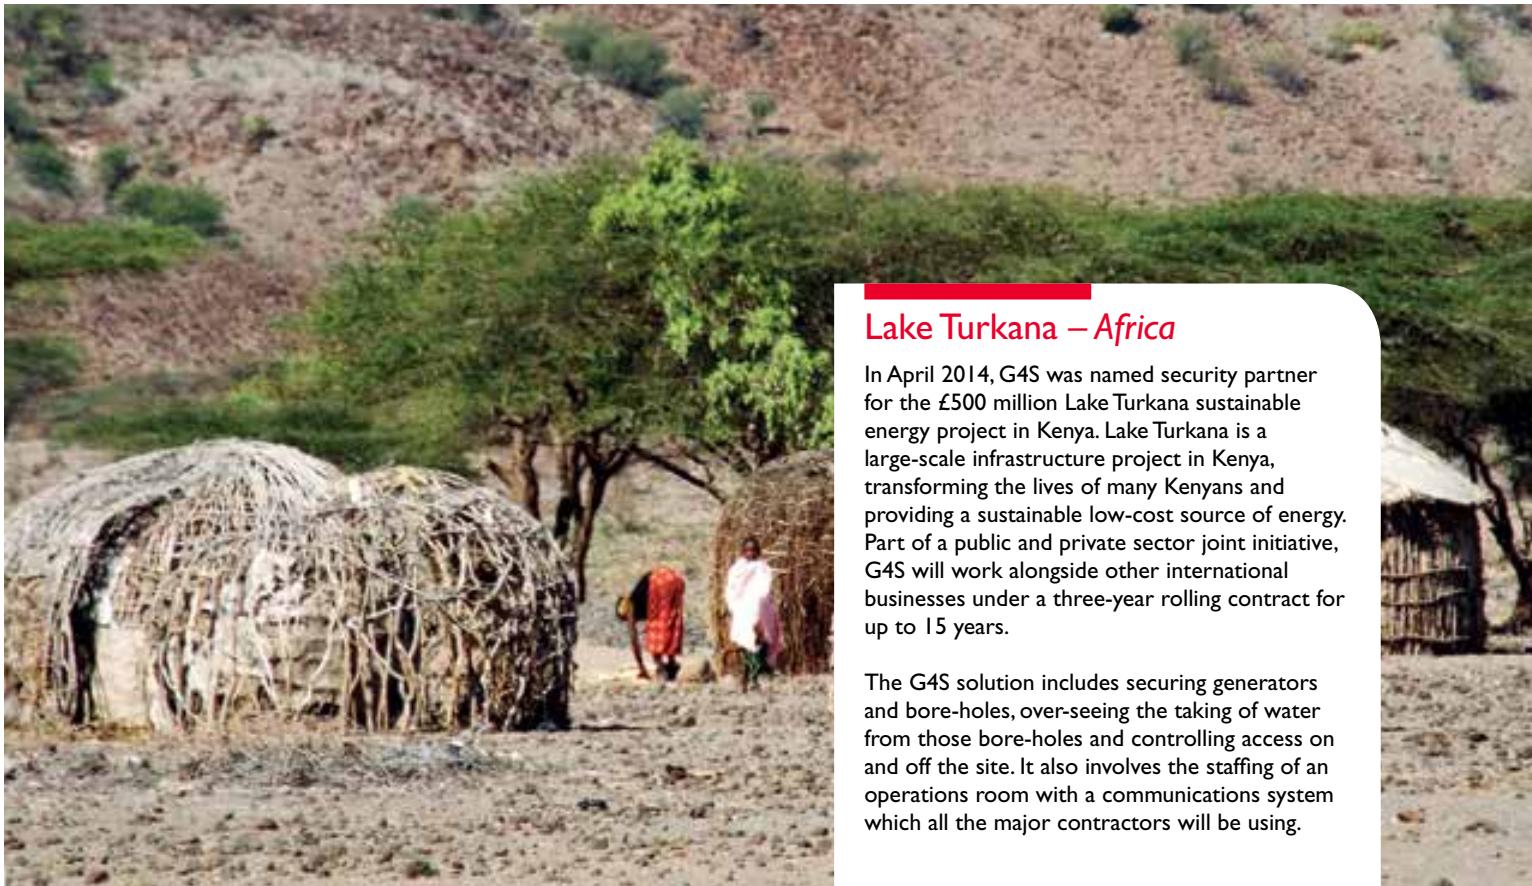 Lake Turkana – Africa
In April 2014, G4S was named security partner
for the £500 million Lake Turkana sustainable
energy project in Kenya. Lake Turkana is a
large-scale infrastructure project in Kenya,
transforming the lives of many Kenyans and
providing a sustainable low-cost source of energy.
Part of a public and private sector joint initiative,
G4S will work alongside other international
businesses under a three-year rolling contract for
up to 15 years.
The G4S solution includes securing generators
and bore-holes, over-seeing the taking of water
from those bore-holes and controlling access on
and off the site. It also involves the staffing of an
operations room with a communications system
which all the major contractors will be using.